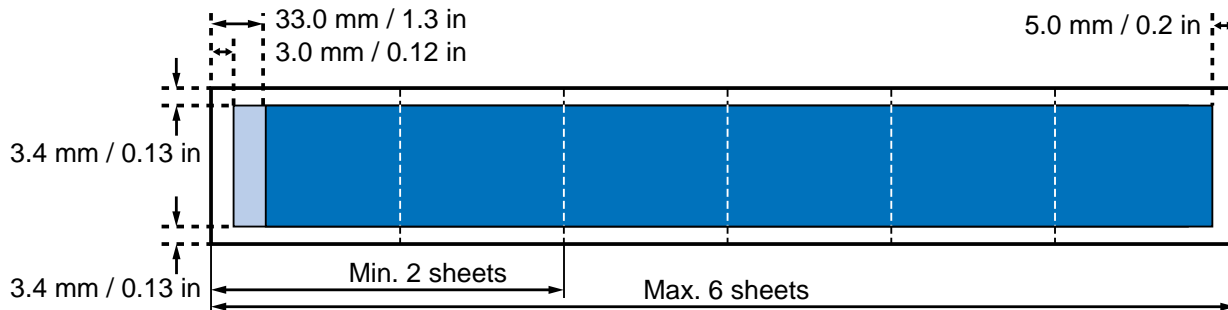 33.0 mm / 1.3 in
5.0 mm / 0.2 in
3.0 mm / 0.12 in
3.4 mm / 0.13 in
3.4 mm / 0.13 in
Min. 2 sheets
Max. 6 sheets